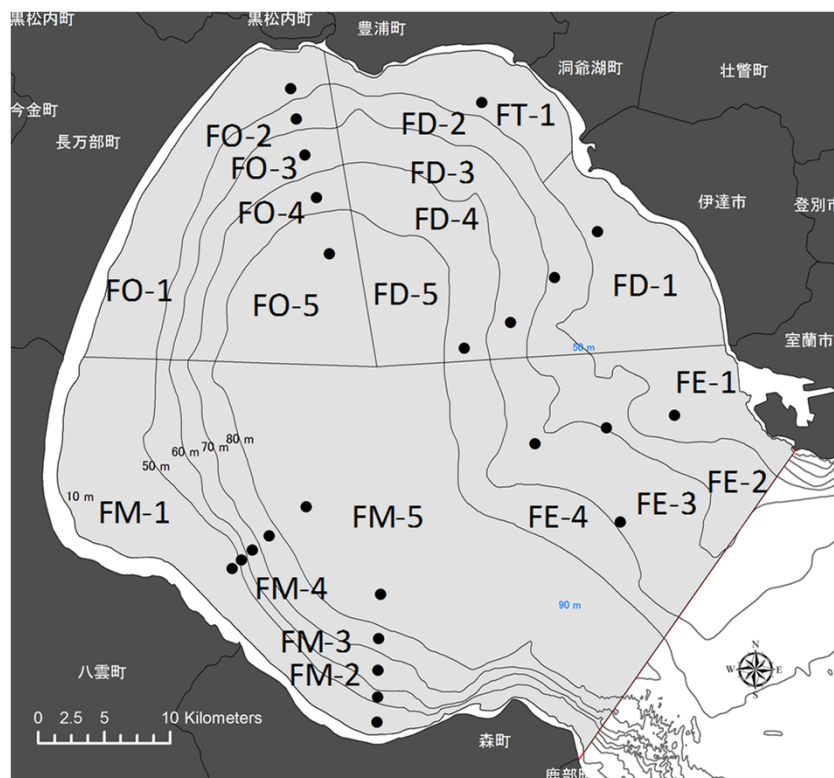 黒松内町
黒松内町
豊浦町
洞爺湖町
壮瞥町
今金町
長万部町
伊達市
登別市
室蘭市
八雲町
森町
鹿部町
FO-2
FO-3
FO-4
FO-1
FO-5
FD-2
FT-1
FD-3
FD-4
FD-5
FD-1
50 m
FE-1
FE-2
FE-3
FE-4
80 m
70 m
60 m
50 m
10 m
FM-1
FM-5
FM-4
FM-3
FM-2
90 m
N
W
E
S
0 2.5 5 10 Kilometers